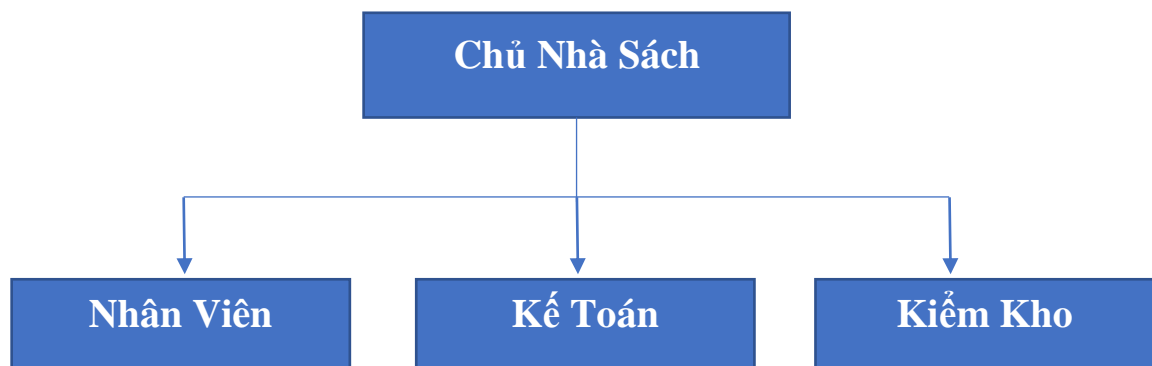 Chủ Nhà Sách
Nhân Viên
Kế Toán
Kiểm Kho